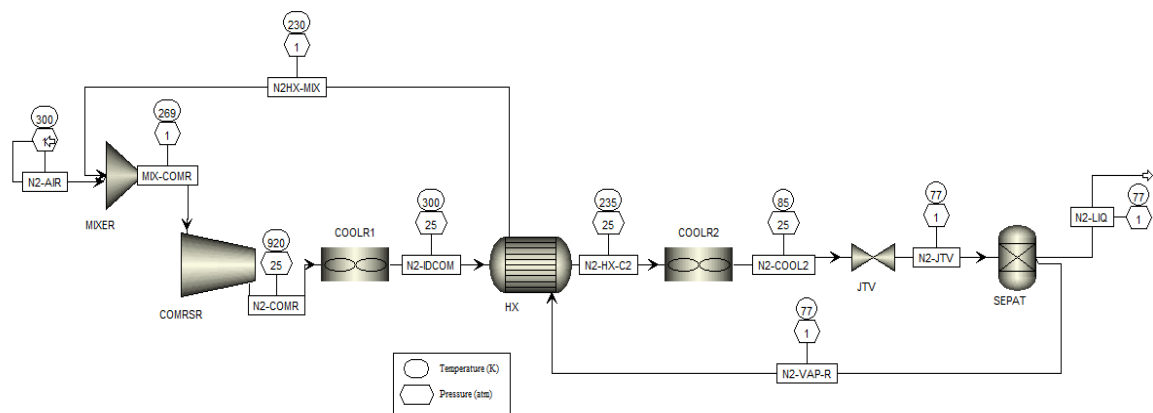 230
1
N2HX-MIX
300
N2-AIR
MIXER
269
1
MIX-COMR
COMRSR
920
25
N2-COMR
COOLR1
300
25
N2-IDCOM
HX
235
25
N2-HX-C2
COOLR2
85
25
N2-COOL2
JTV
77
1
N2-JTV
SEPAT
N2-LIQ
77
1
77
1
N2-VAP-R
Temperature (K)
Pressure (atm)